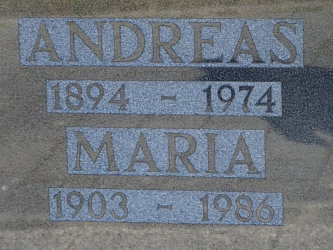 ANDREAS
1894 - 1974
MARIA
1903 - 1986